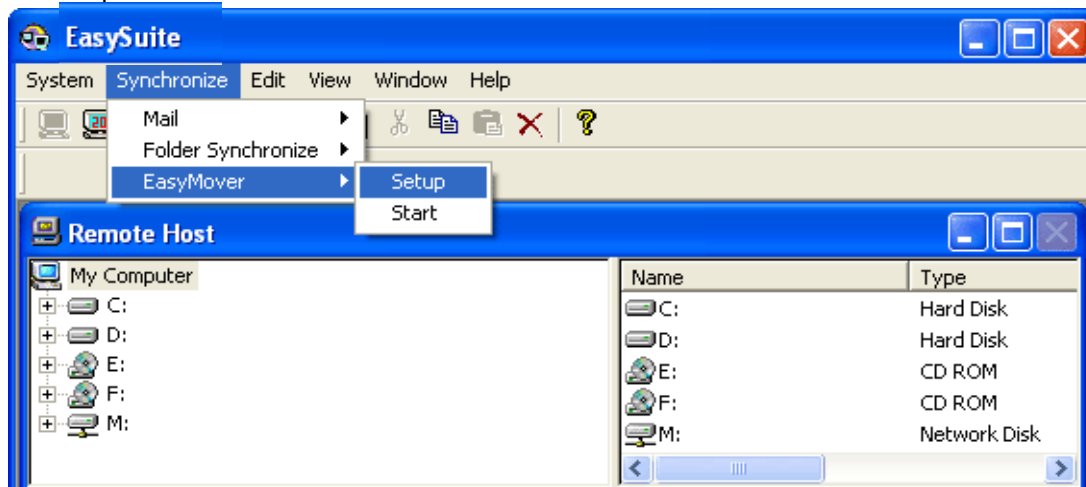 EasySuite
System Synchronize Edit View Window Help
Mail
Folder Synchronize
EasyMover
Setup
Start
Remote Host
My Computer
C:
D:
E:
F:
M:
Name Type
C: Hard Disk
D: Hard Disk
E: CD ROM
F: CD ROM
M: Network Disk